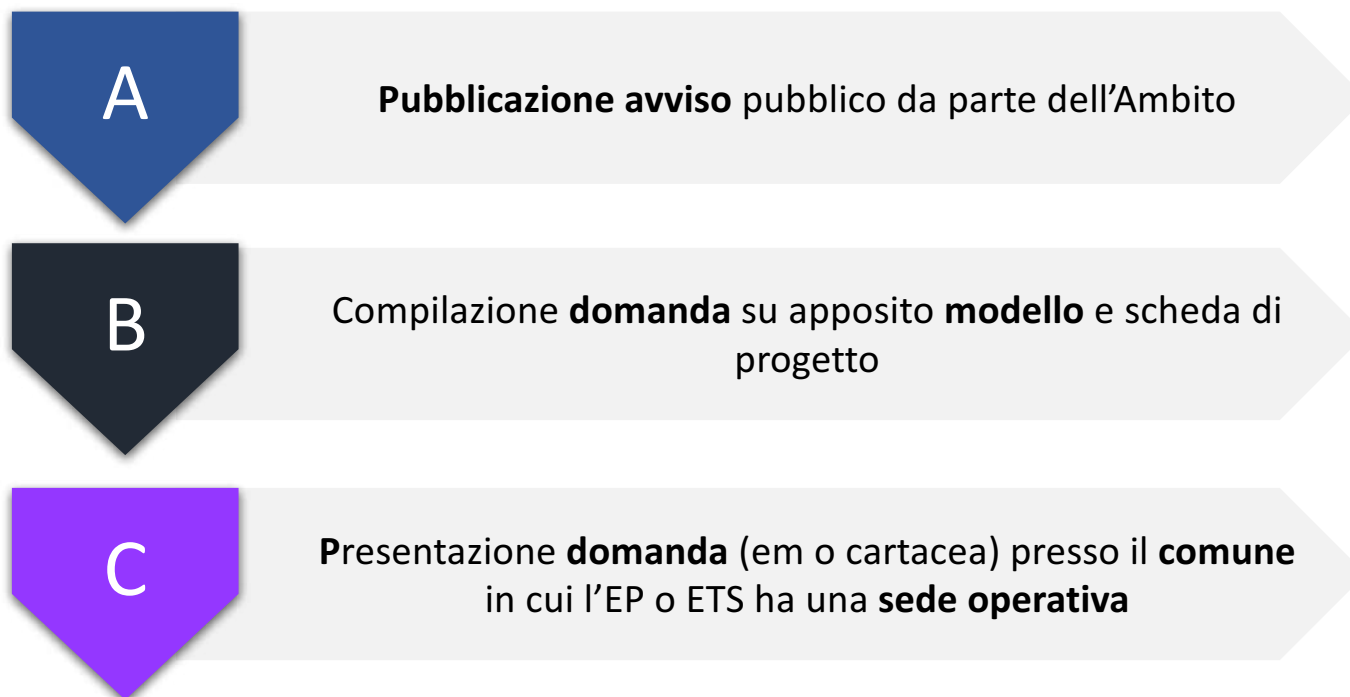 A
Pubblicazione avviso pubblico da parte dell’Ambito
B
Compilazione domanda su apposito modello e scheda di
progetto
C
Presentazione domanda (em o cartacea) presso il comune
in cui l’EP o ETS ha una sede operativa